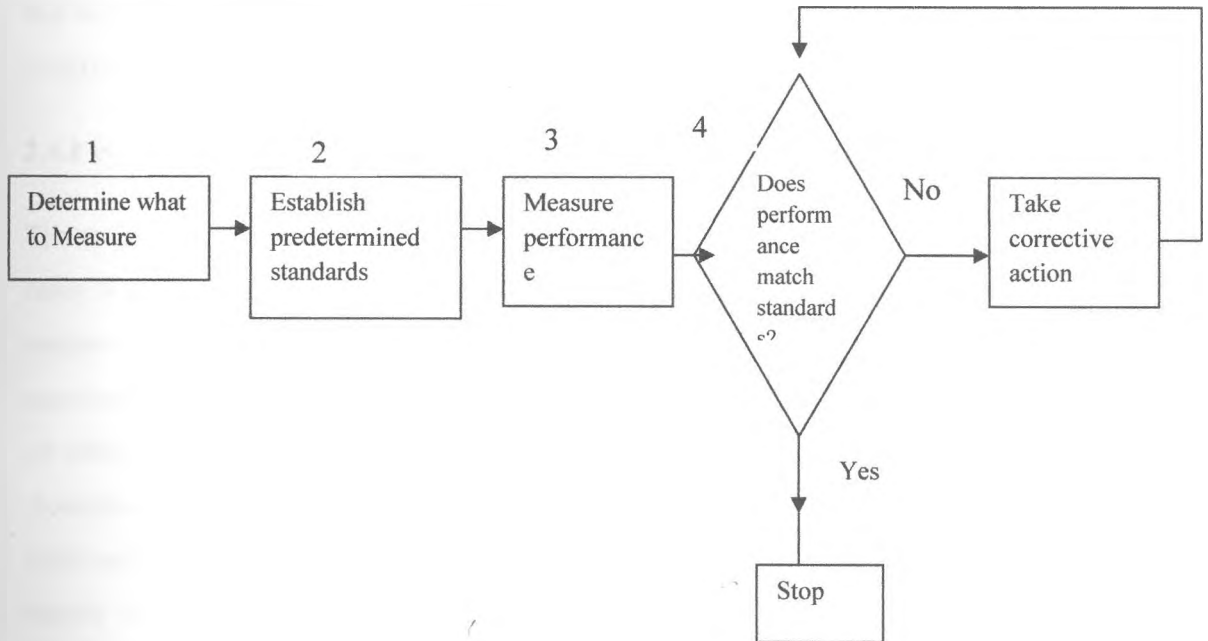 1
Determine what
to Measure
2
Establish
predetermined
standards
3
Measure
performanc
e
4
Does
perform
ance
match
standard
s?
No
Take
corrective
action
Yes
Stop